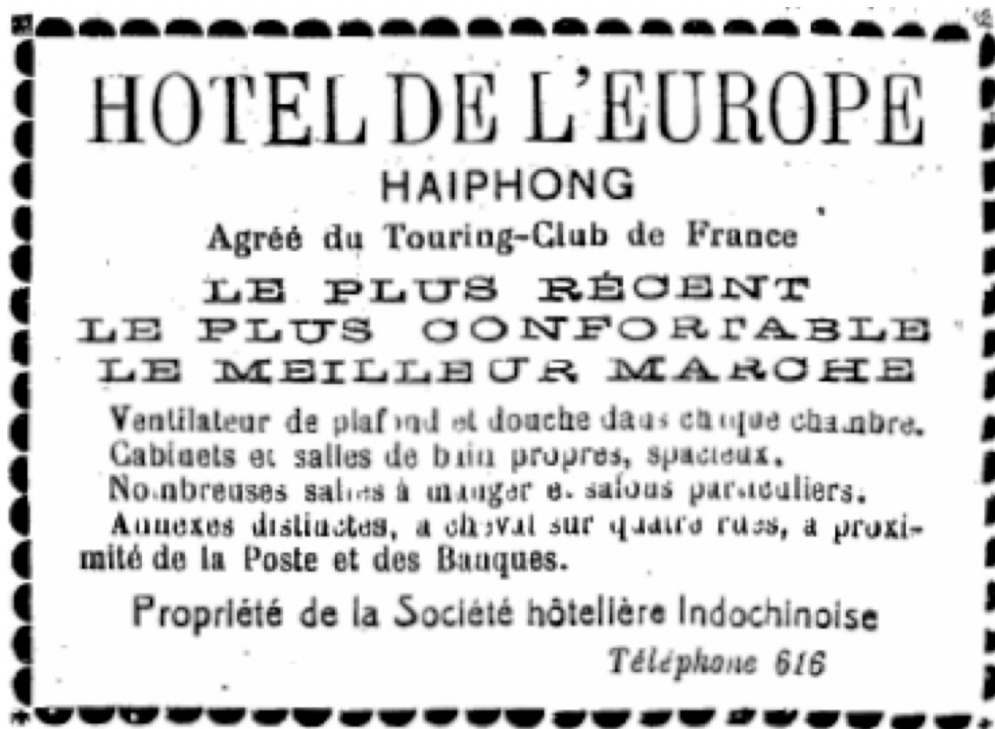 HOTEL DE L'EUROPE
HAIPHONG
Agréé du Touring-Club de France
LE PLUS RÉCENT
LE PLUS CONFORTABLE
LE MEILLEUR MARCHE
Ventilateur de plafond et douche dans chaque chambre.
Cabinets et salles de bain propres, spacieux.
Nombreuses salles à manger et salons particuliers.
Annexes distinctes, à cheval sur quatre rues, à proxi-
mité de la Poste et des Banques.
Propriété de la Société hôtelière Indochinoise
Téléphone 616